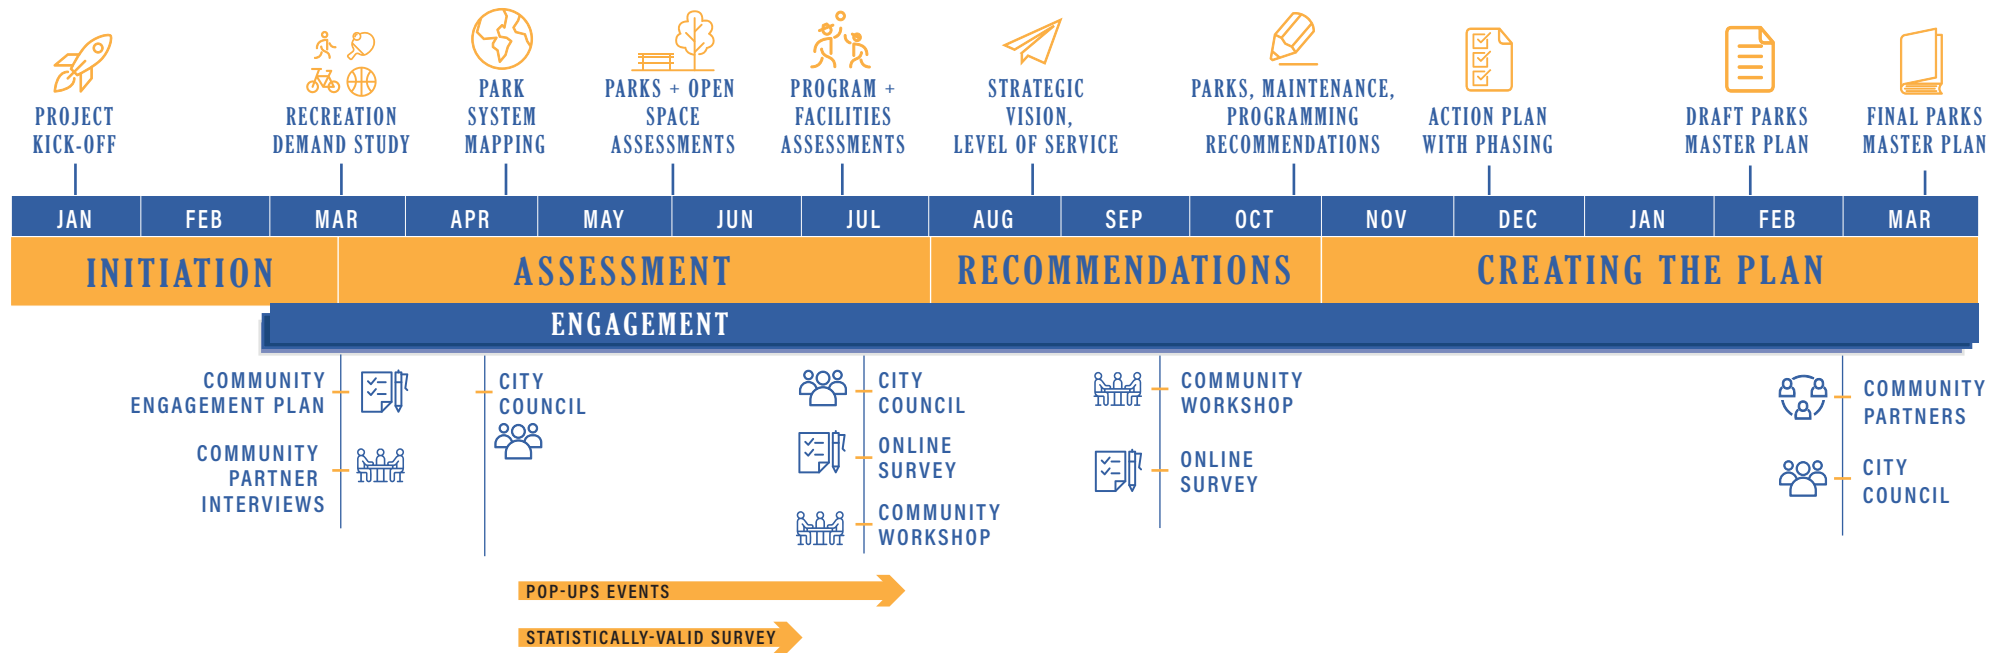 PROJECT
KICK-OFF
RECREATION
DEMAND STUDY
PARK
SYSTEM
MAPPING
PARKS + OPEN
SPACE
ASSESSMENTS
PROGRAM +
FACILITIES
ASSESSMENTS
STRATEGIC
VISION,
LEVEL OF SERVICE
PARKS, MAINTENANCE,
PROGRAMMING
RECOMMENDATIONS
ACTION PLAN
WITH PHASING
DRAFT PARKS
MASTER PLAN
FINAL PARKS
MASTER PLAN
JAN FEB MAR APR MAY JUN JUL AUG SEP OCT NOV DEC JAN FEB MAR
INITIATION ASSESSMENT RECOMMENDATIONS CREATING THE PLAN
ENGAGEMENT
COMMUNITY
ENGAGEMENT PLAN
COMMUNITY
PARTNER
INTERVIEWS
CITY
COUNCIL
CITY
COUNCIL
ONLINE
SURVEY
COMMUNITY
WORKSHOP
COMMUNITY
WORKSHOP
ONLINE
SURVEY
COMMUNITY
PARTNERS
CITY
COUNCIL
POP-UPS EVENTS
STATISTICALLY-VALID SURVEY